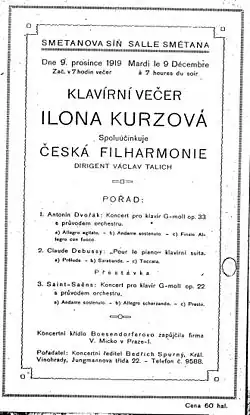 SMETANOVA SÍŇ SALLE SMÉTANA
Dne 9. prosince 1919 Mardi le 9 Décembre
Zač. v 7 hodin večer à 7 houres du soir
KLAVÍRNÍ VEČER
ILONA KURZOVÁ
Spoluúčinkuje
ČESKÁ FILHARMONIE
DIRIGENT VÁCLAV TALICH
POŘAD:
1. Antonín Dvořák: Koncert pro klavír G-moll op. 33
s průvodem orchestru.
a) Allegro agitato. - b) Andante sostenuto. - c) Finale Al-
legro con fuoco.
2. Claude Debussy: „Pour le piano“ klavírní suita.
a) Prélude. - b) Sarabande. - c) Toccata.
Přestávka
3. Saint-Saëns: Koncert pro klavír G-moll op. 22
s průvodem orchestru.
a) Andante sostenuto. - b) Allegro scherzando. - c) Presto.
Koncertní křídlo Boesendorferovo zapůjčila firma
V. Micko v Praze-I.
Pořadatel: Koncertní ředitel Bedřich Spurný, Král.
Vinohrady, Jungmannova třída 22. - Telefon č. 9588.
Cena 60 hal.